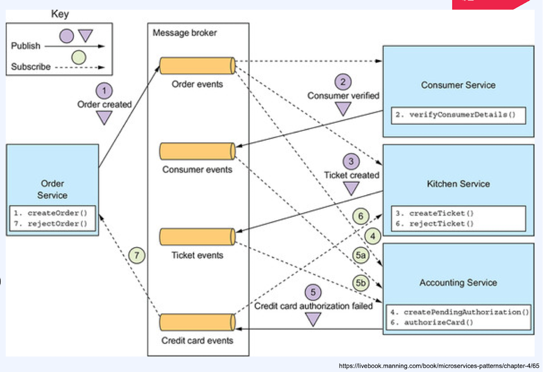 Key
Publish
Subscribe
Message broker
Order events
Consumer events
Ticket events
Credit card events
1
Order created
2
Consumer verified
3
Ticket created
6
4
5a
5b
5
Credit card authorization failed
7
Order
Service
1. createOrder()
7. rejectOrder()
Consumer Service
2. verifyConsumerDetails()
Kitchen Service
3. createTicket()
6. rejectTicket()
Accounting Service
4. createPendingAuthorization()
6. authorizeCard()
https://livebook.manning.com/book/microservices-patterns/chapter-4/65